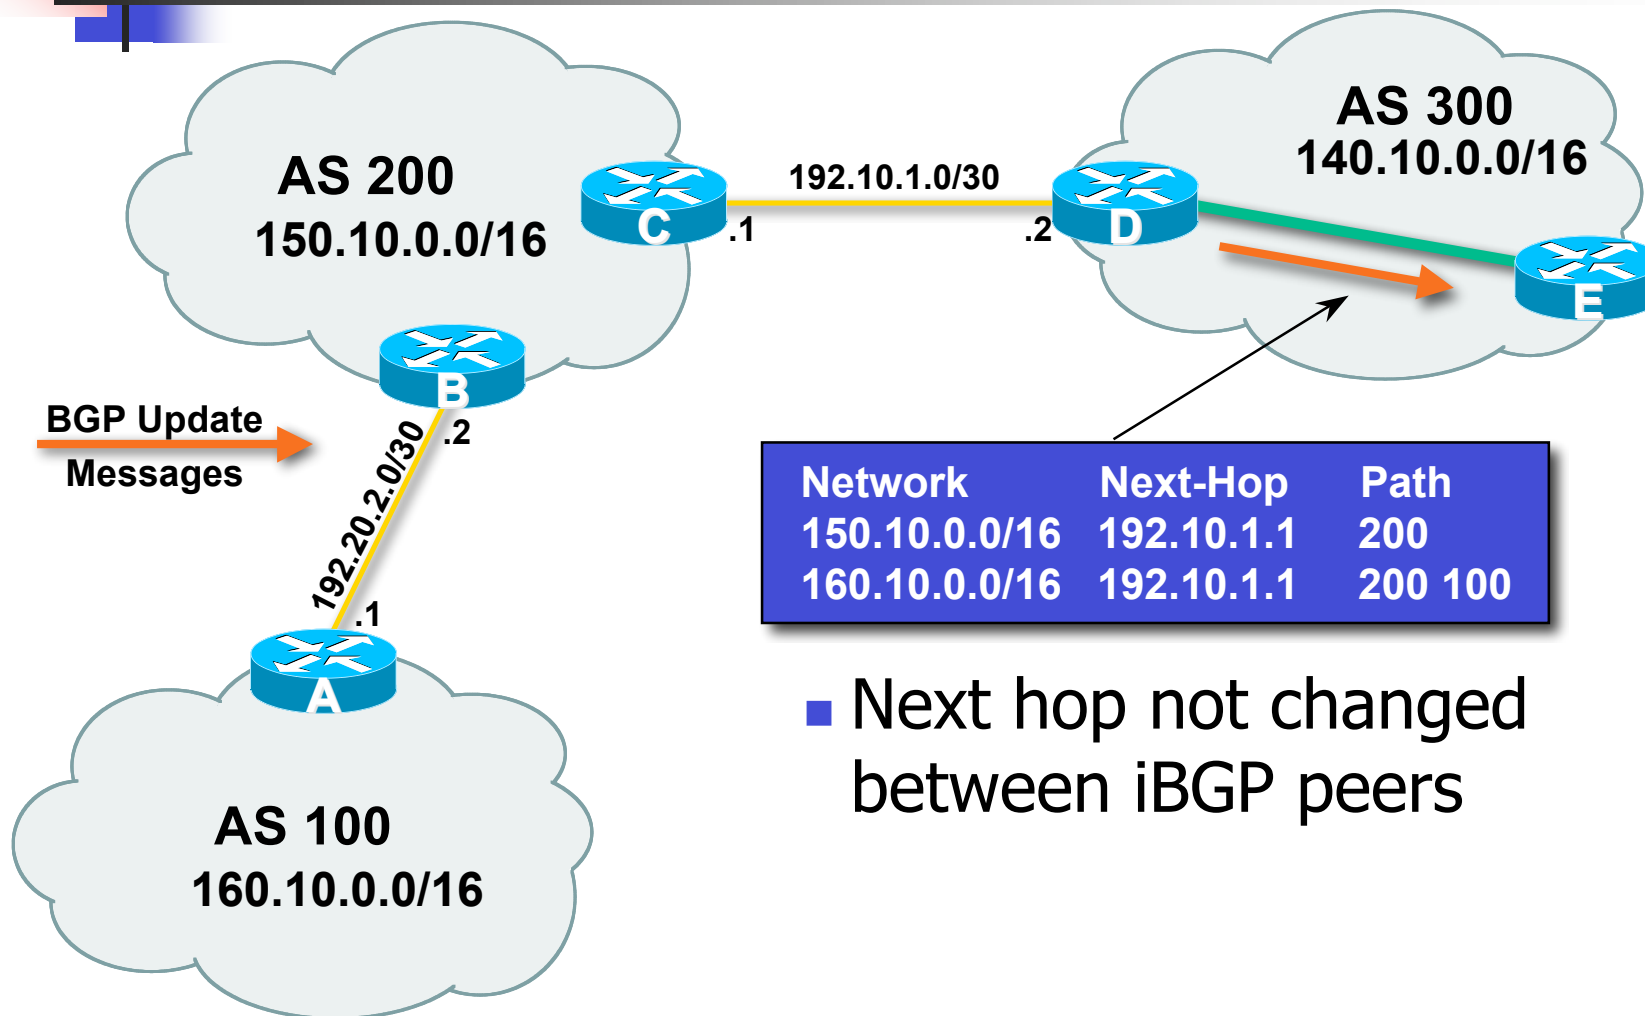 AS 200
150.10.0.0/16
AS 300
140.10.0.0/16
192.10.1.0/30
C
.1
.2
D
E
B
.2
BGP Update
Messages
192.20.2.0/30
.1
A
AS 100
160.10.0.0/16
Network Next-Hop Path
150.10.0.0/16 192.10.1.1 200
160.10.0.0/16 192.10.1.1 200 100
Next hop not changed
between iBGP peers